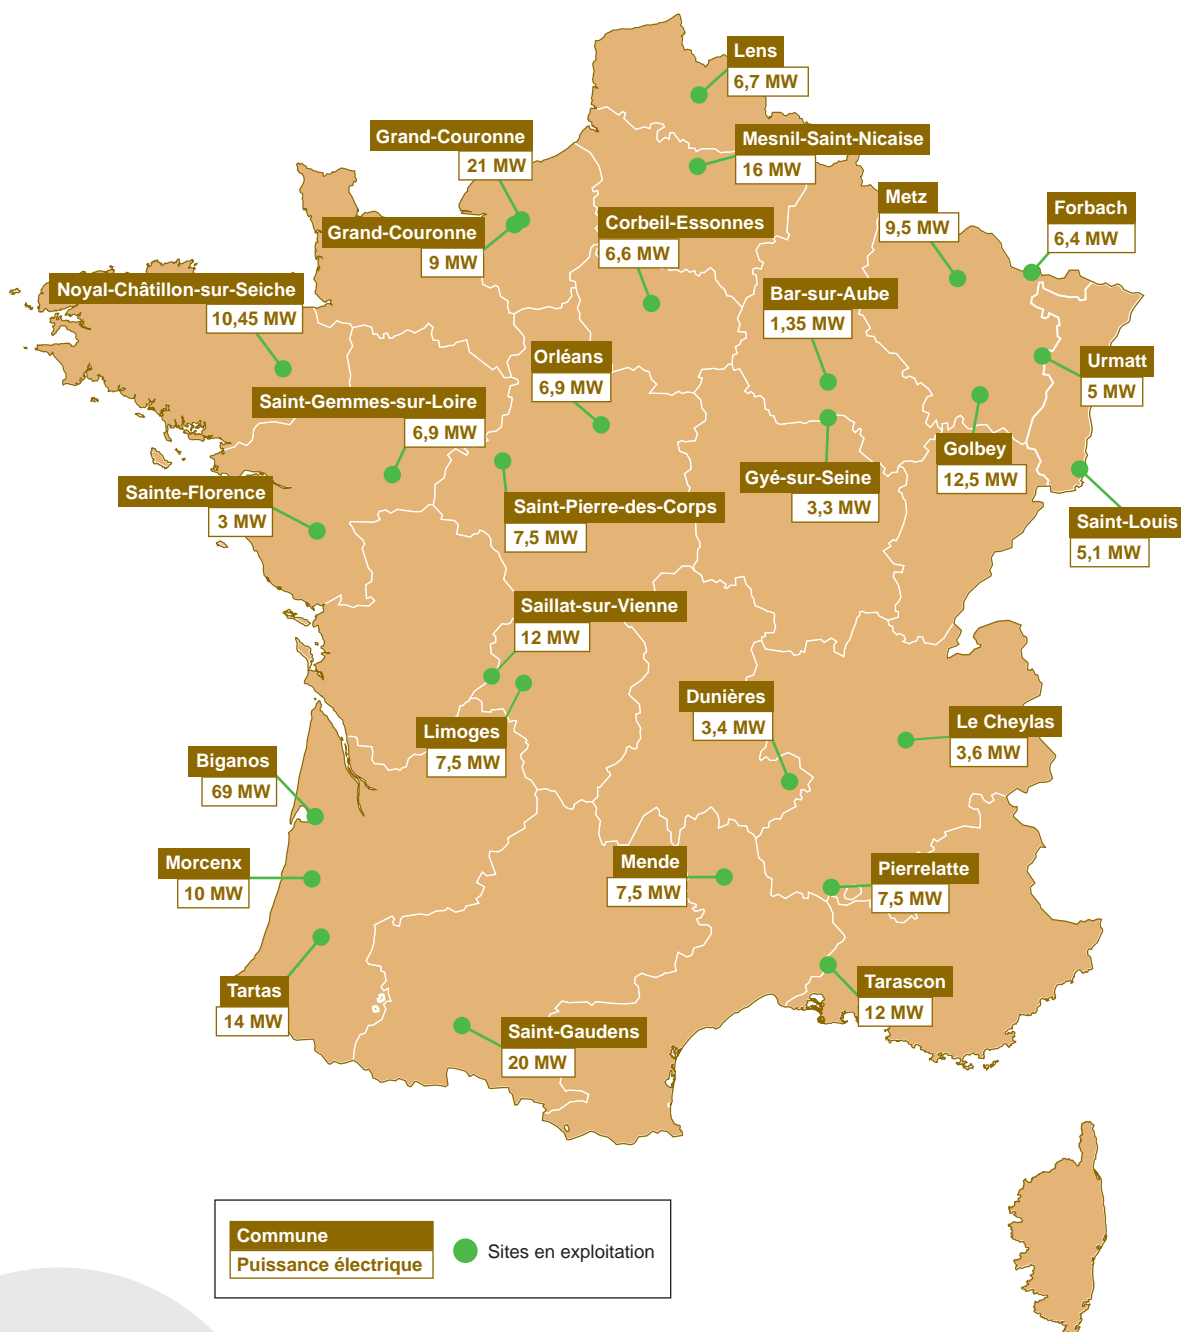 Lens
6,7 MW
Grand-Couronne
21 MW
Mesnil-Saint-Nicaise
16 MW
Metz
9,5 MW
Forbach
6,4 MW
Grand-Couronne
9 MW
Corbeil-Essonnes
6,6 MW
Noyal-Châtillon-sur-Seiche
10,45 MW
Bar-sur-Aube
1,35 MW
Orléans
6,9 MW
Urmatt
5 MW
Saint-Gemmes-sur-Loire
6,9 MW
Golbey
12,5 MW
Gyé-sur-Seine
3,3 MW
Sainte-Florence
3 MW
Saint-Pierre-des-Corps
7,5 MW
Saint-Louis
5,1 MW
Saillat-sur-Vienne
12 MW
Dunières
3,4 MW
Le Cheylas
3,6 MW
Limoges
7,5 MW
Biganos
69 MW
Morcenx
10 MW
Mende
7,5 MW
Pierrelatte
7,5 MW
Tartas
14 MW
Tarascon
12 MW
Saint-Gaudens
20 MW
Commune
Puissance électrique
Sites en exploitation